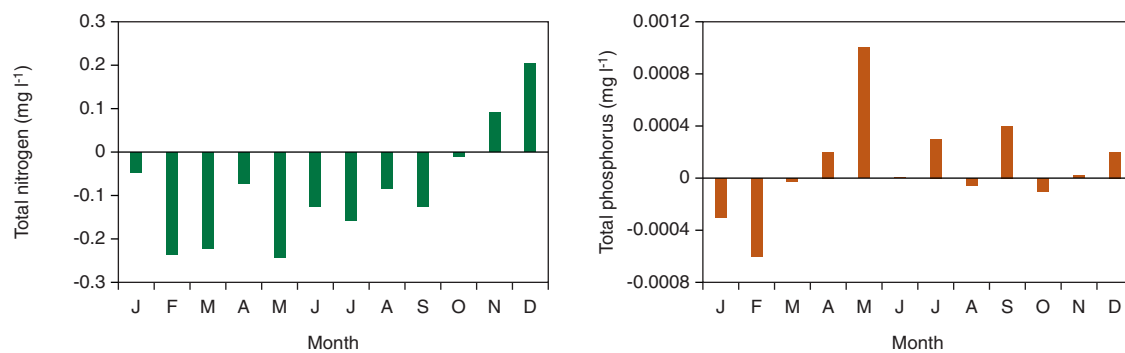 Total nitrogen (mg l-1)
0.3
0.2
0.1
0
-0.1
-0.2
-0.3
J F M A M J J A S O N D
Month
Total phosphorus (mg l-1)
0.0012
0.0008
0.0004
0
-0.0004
-0.0008
J F M A M J J A S O N D
Month